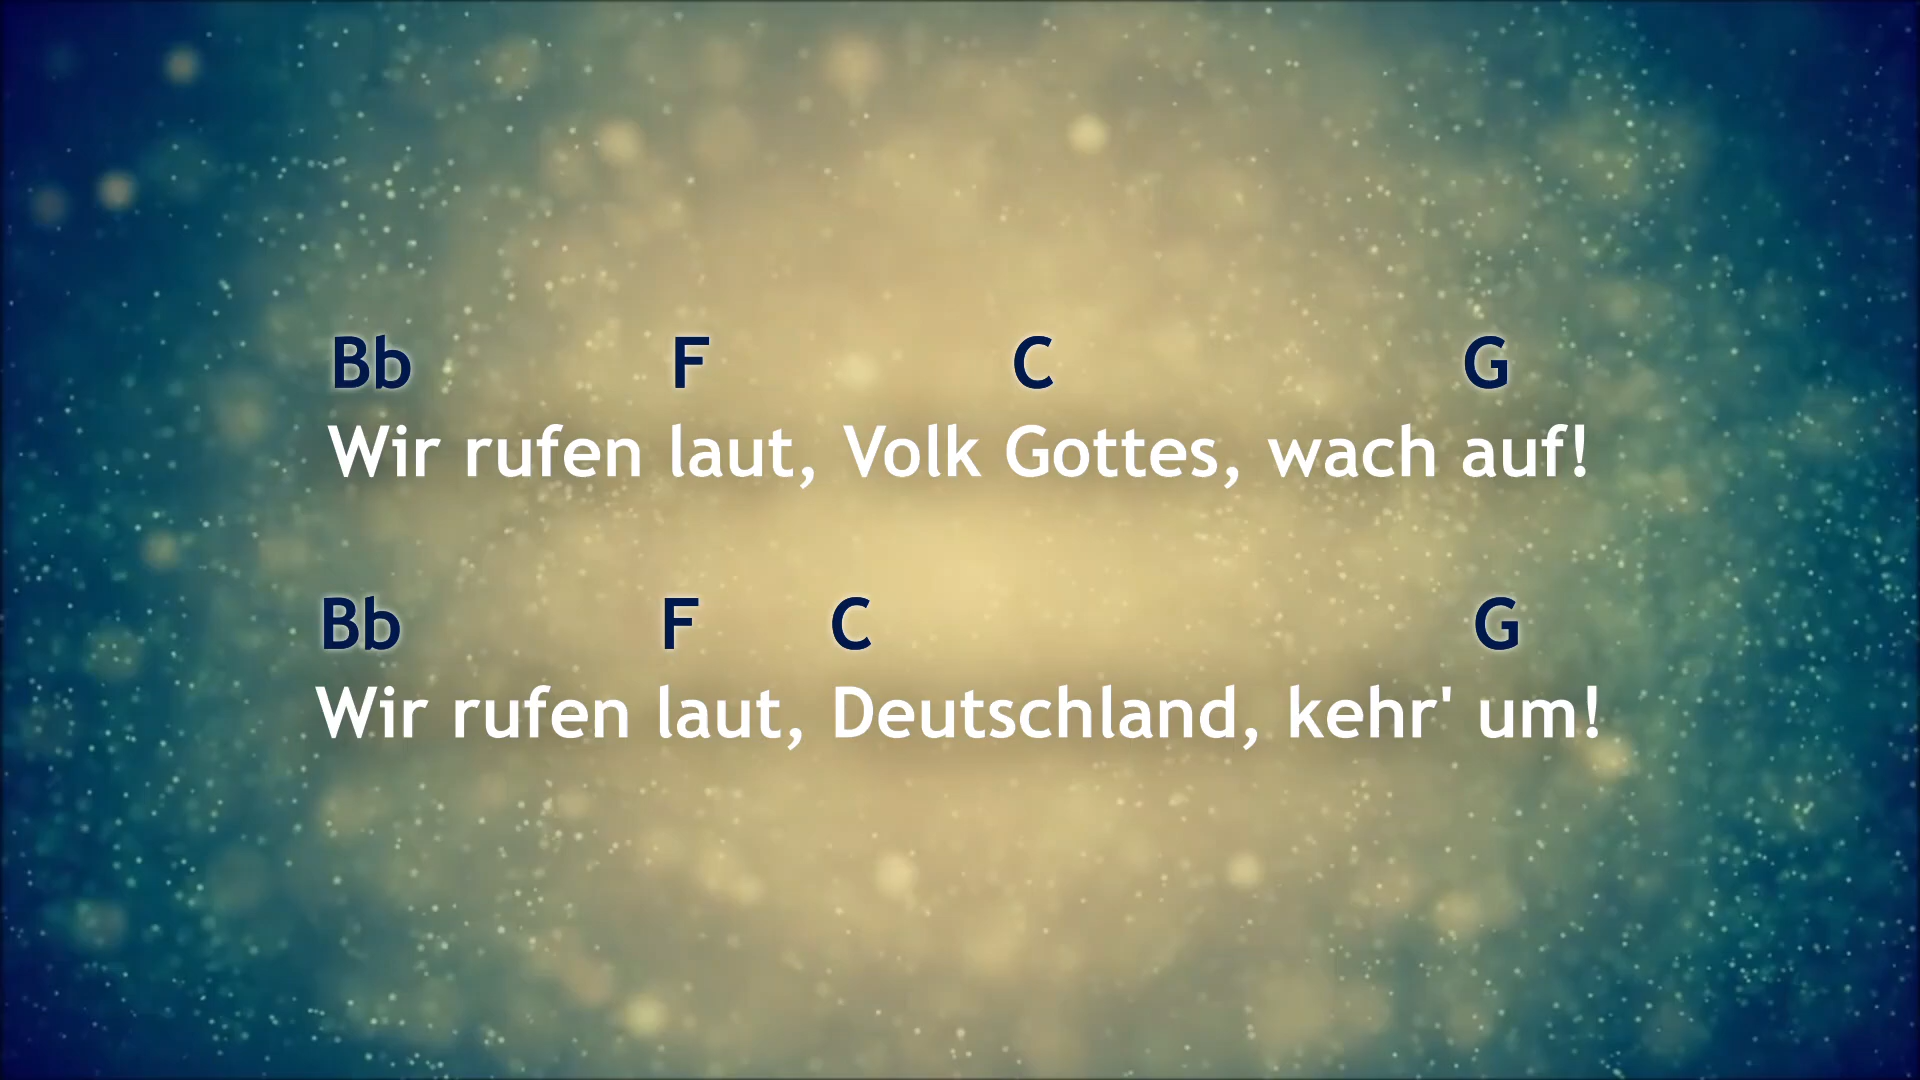 Bb F C G
Wir rufen laut, Volk Gottes, wach auf!
Bb F C G
Wir rufen laut, Deutschland, kehr' um!